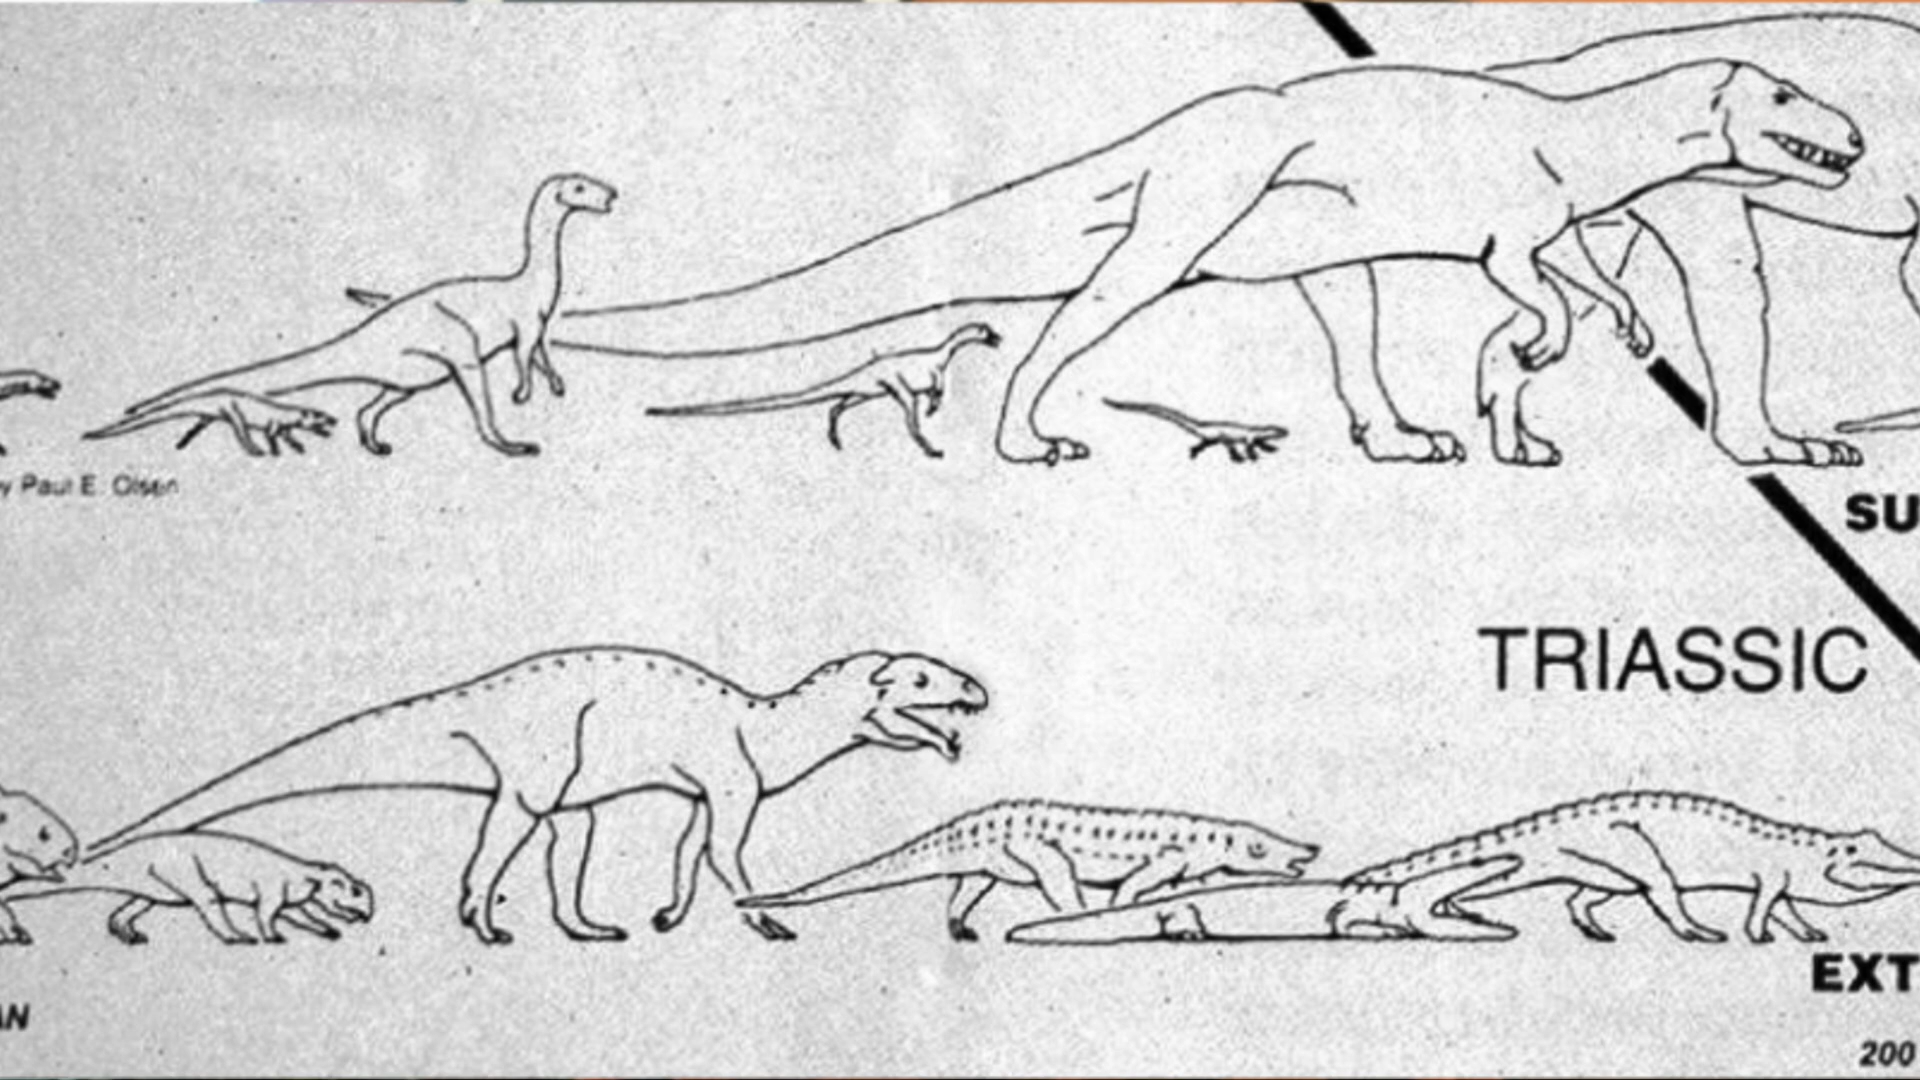 y Paul E. Olsen
SU
TRIASSIC
EXT
AN
200